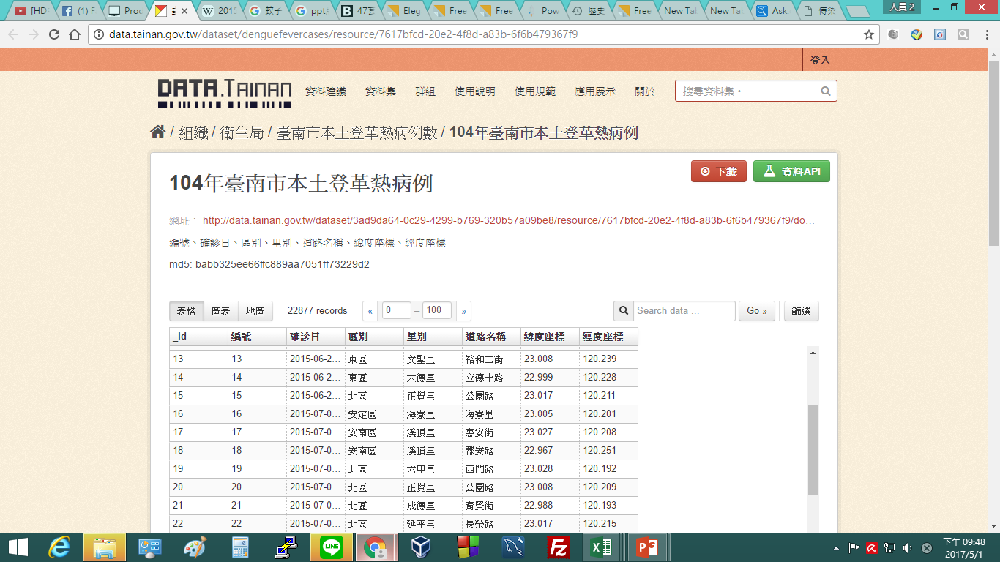 [HD
(1) F
Proc
2015
蚊子
ppt
47套
Eleg
Free
Free
Pow
歷史
Free
New Tal
New Tal
Ask
傳染
人員 2
data.tainan.gov.tw/dataset/denguefevercases/resource/7617bfcd-20e2-4f8d-a83b-6f6b479367f9
登入
DATA.TAINAN 資料建議 資料集 群組 使用說明 使用規範 應用展示 關於 搜尋資料集。
/ 組織 / 衛生局 / 臺南市本土登革熱病例數 / 104年臺南市本土登革熱病例
下載 資料API
104年臺南市本土登革熱病例
網址： http://data.tainan.gov.tw/dataset/3ad9da64-0c29-4299-b769-320b57a09be8/resource/7617bfcd-20e2-4f8d-a83b-6f6b479367f9/do…
編號、確診日、區別、里別、道路名稱、緯度座標、經度座標
md5: babb325ee66ffc889aa7051ff73229d2
表格 圖表 地圖 22877 records « 0 – 100 » Search data ... Go » 篩選
_id 編號 確診日 區別 里別 道路名稱 緯度座標 經度座標
13 13 2015-06-2… 東區 文聖里 裕和二街 23.008 120.239
14 14 2015-06-2… 東區 大德里 立德十路 22.999 120.228
15 15 2015-06-2… 北區 正覺里 公園路 23.017 120.211
16 16 2015-07-0… 安定區 海寮里 海寮里 23.005 120.201
17 17 2015-07-0… 安南區 溪頂里 惠安街 23.027 120.208
18 18 2015-07-0… 安南區 溪頂里 郡安路 22.967 120.251
19 19 2015-07-0… 北區 六甲里 西門路 23.028 120.192
20 20 2015-07-0… 北區 正覺里 公園路 23.008 120.209
21 21 2015-07-0… 北區 成德里 育賢街 22.988 120.193
22 22 2015-07-0… 北區 延平里 長榮路 23.017 120.215
LINE
下午 09:48
2017/5/1